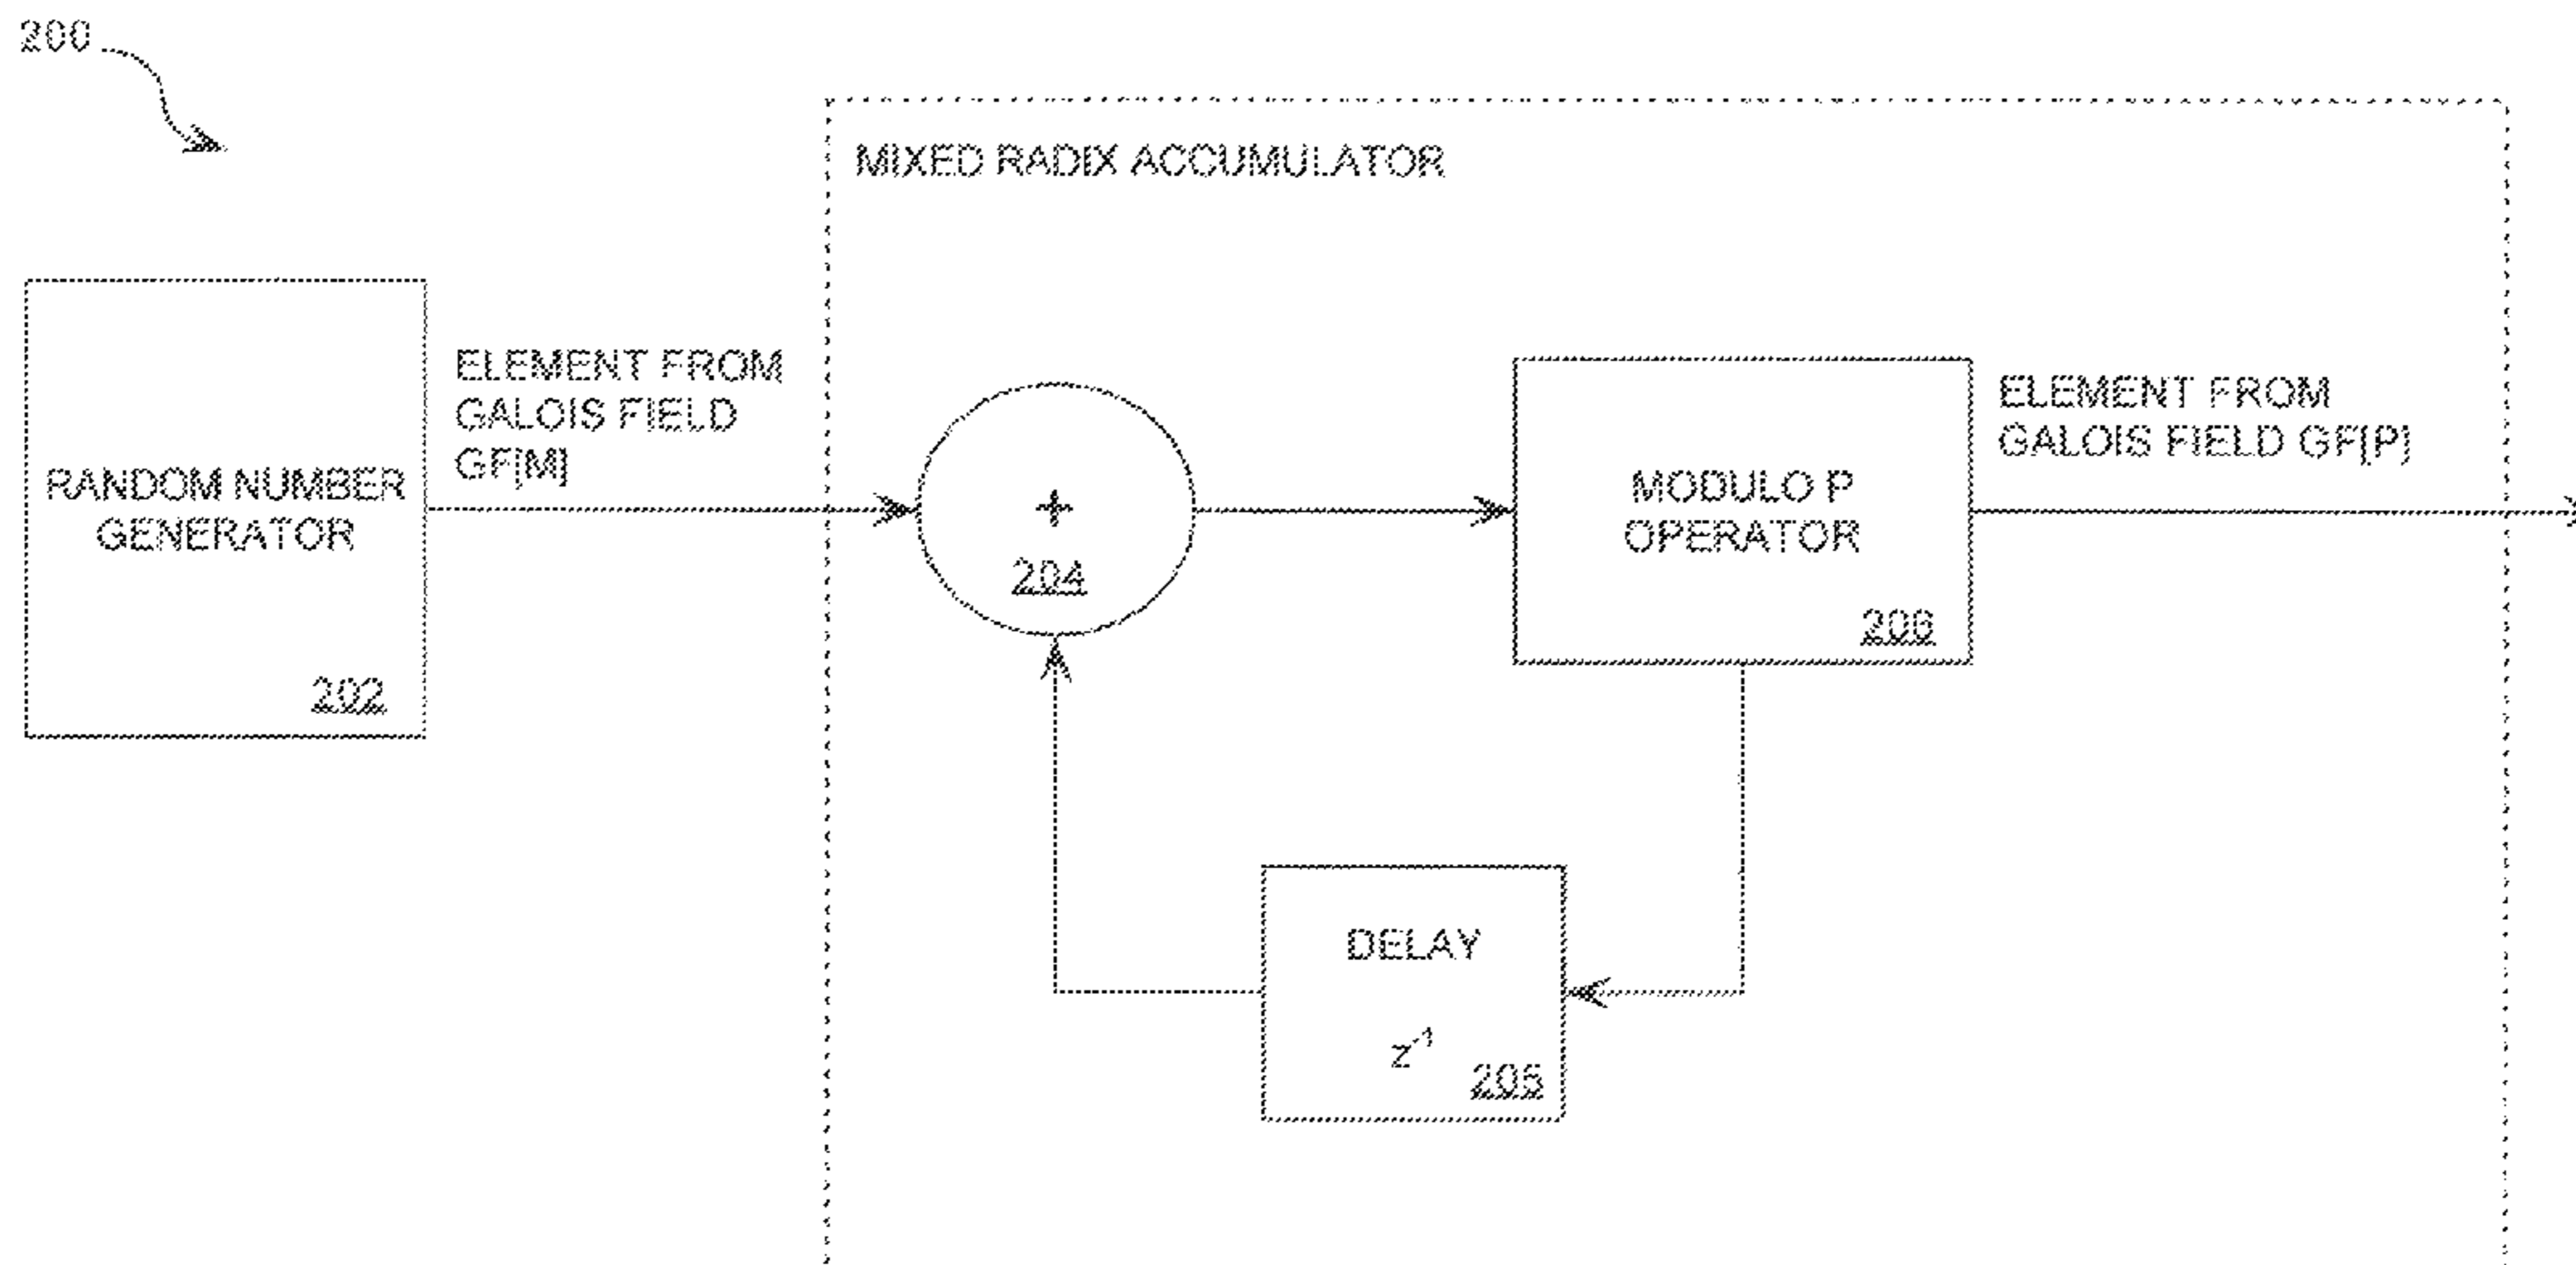 200
MIXED RADIX ACCUMULATOR
RANDOM NUMBER
GENERATOR
202
ELEMENT FROM
GALOIS FIELD
GF[M]
+
204
MODULO P
OPERATOR
206
ELEMENT FROM
GALOIS FIELD GF[P]
DELAY
z⁻¹
205